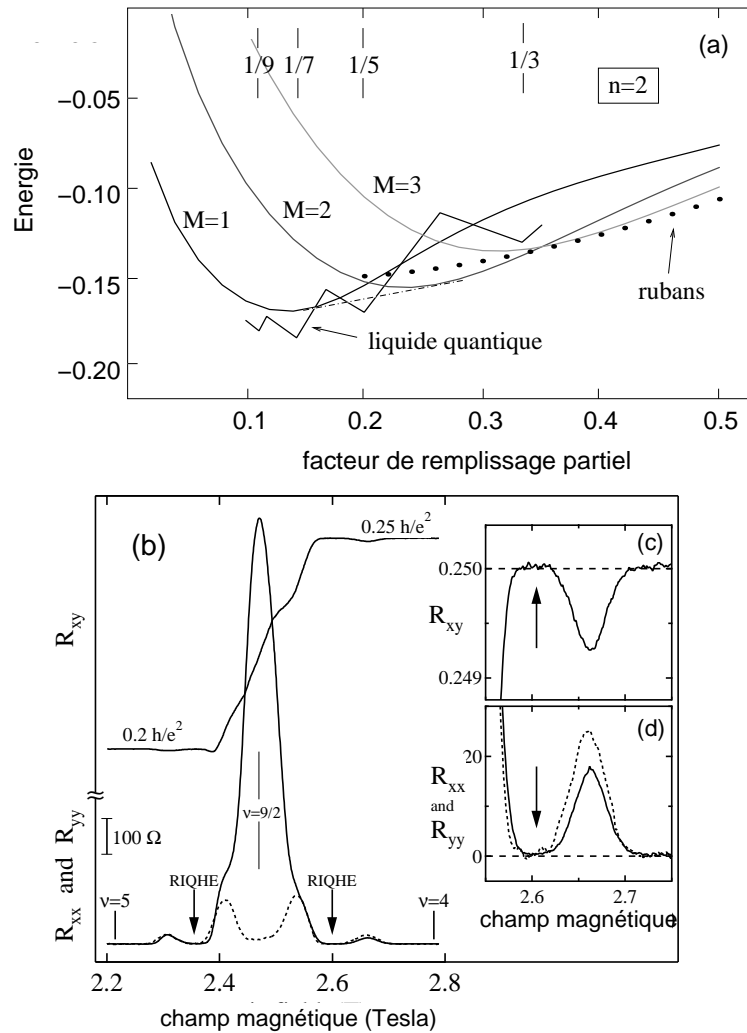 (a)
1/9 1/7 1/5 1/3
n=2
Energie
−0.05
−0.10
−0.15
−0.20
M=1
M=2
M=3
rubans
liquide quantique
0.1 0.2 0.3 0.4 0.5
facteur de remplissage partiel
(b)
0.25 h/e²
R_xy
0.2 h/e²
R_xx and R_yy
100 Ω
ν=9/2
RIQHE RIQHE
ν=5 ν=4
2.2 2.4 2.6 2.8
champ magnétique (Tesla)
(c)
0.250
R_xy
0.249
(d)
20
R_xx
and
R_yy
0
2.6 2.7
champ magnétique